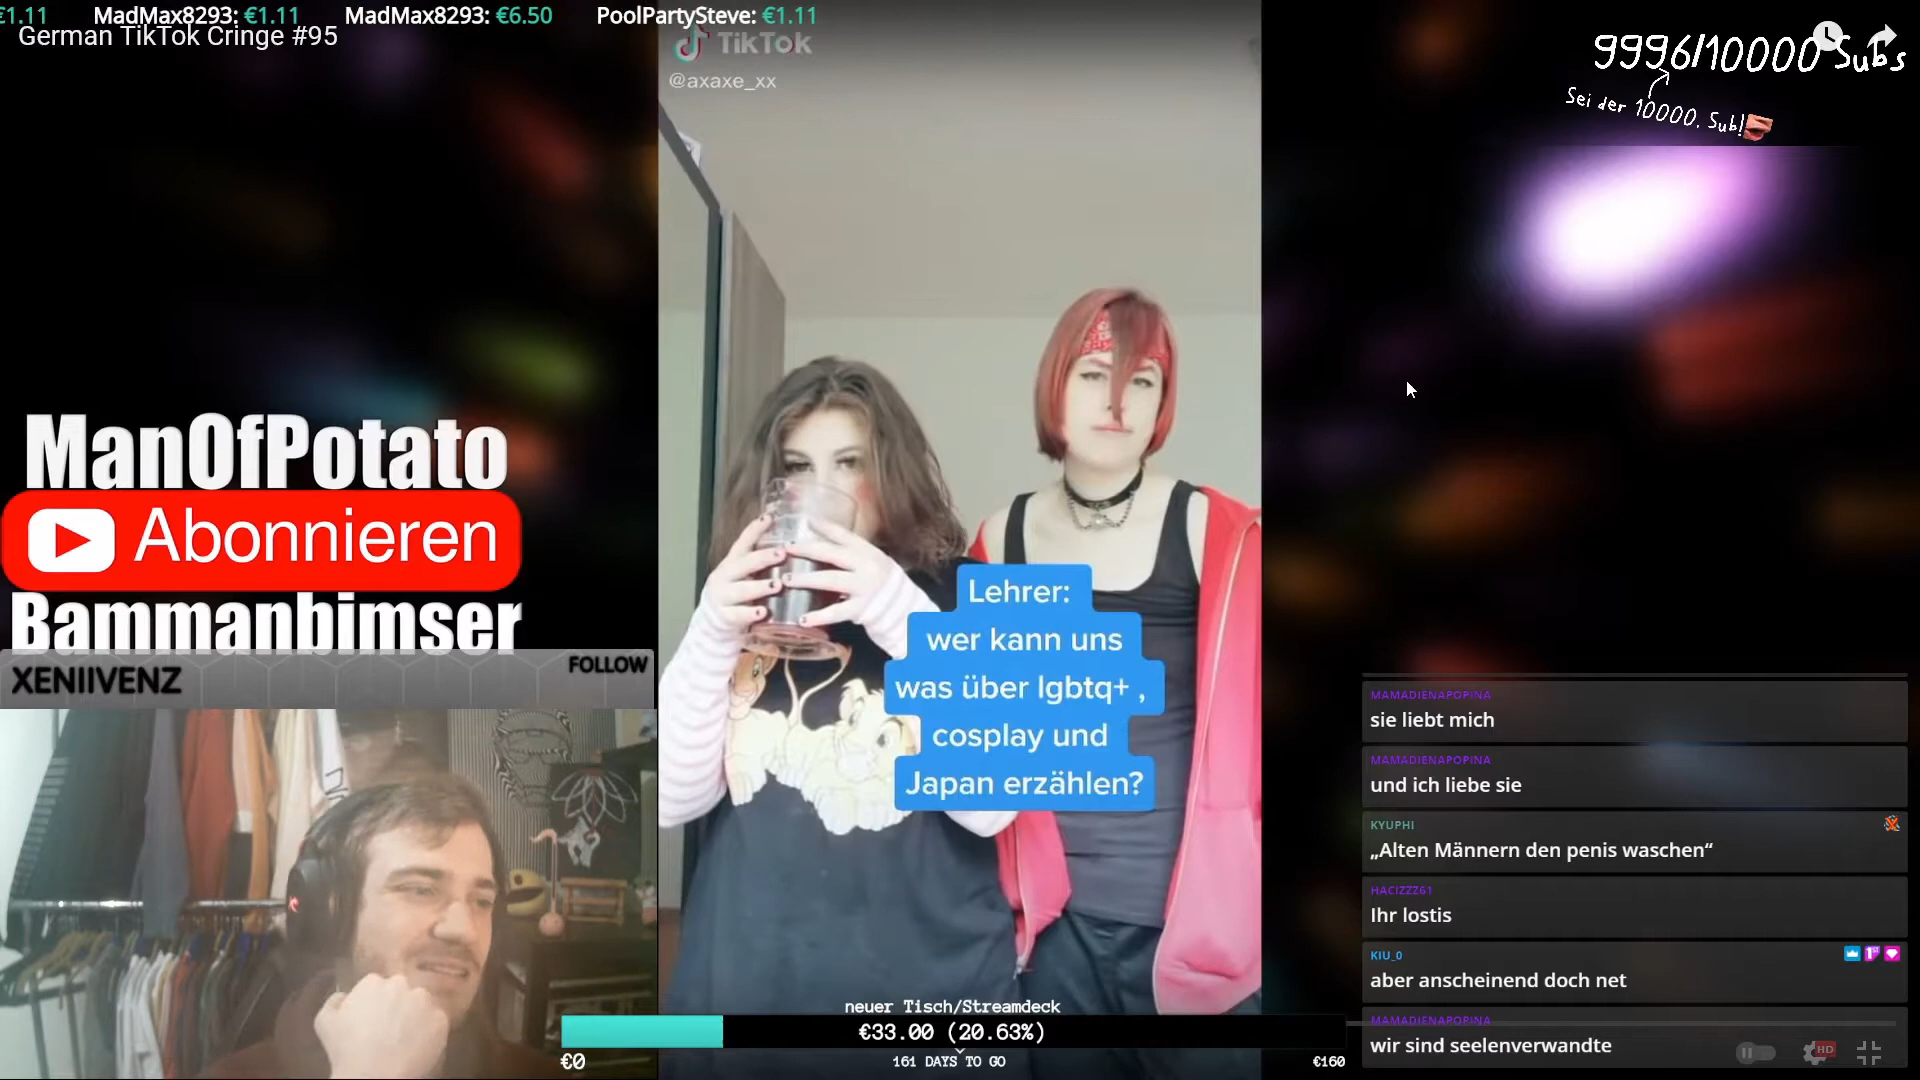 €1.11 MadMax8293: €1.11 MadMax8293: €6.50 PoolPartySteve: €1.11
German TikTok Cringe #95
TikTok
@axaxe_xx
9996/10000 Subs
Sei der 10000. Sub!
ManOfPotato
Abonnieren
Bammanbimser
XENIIVENZ
FOLLOW
Lehrer:
wer kann uns
was über lgbtq+ ,
cosplay und
Japan erzählen?
MAMADIENAPOPINA
sie liebt mich
MAMADIENAPOPINA
und ich liebe sie
KYUPHI
„Alten Männern den penis waschen“
HACIZZZ61
Ihr lostis
KIU_0
aber anscheinend doch net
MAMADIENAPOPINA
wir sind seelenverwandte
neuer Tisch/Streamdeck
€33.00 (20.63%)
€0
161 DAYS TO GO
€160
HD